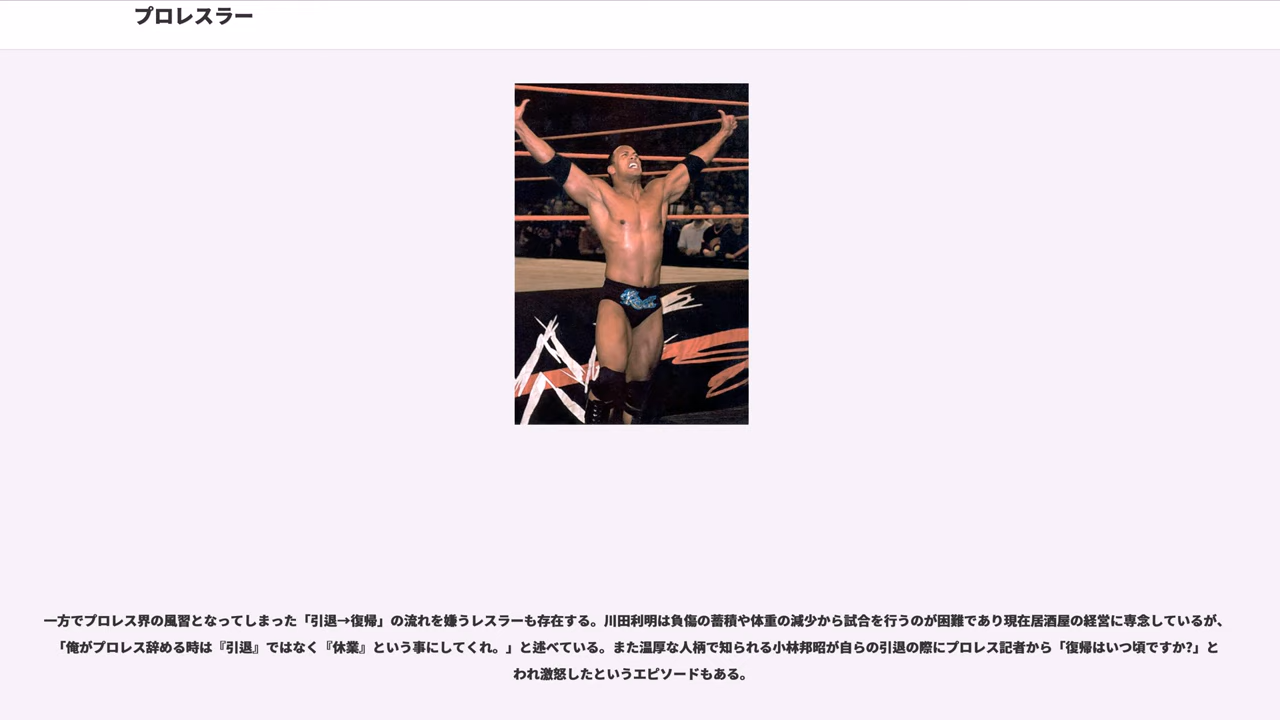 プロレスラー
一方でプロレス界の風習となってしまった「引退→復帰」の流れを嫌うレスラーも存在する。川田利明は負傷の蓄積や体重の減少から試合を行うのが困難であり現在居酒屋の経営に専念しているが、
「俺がプロレス辞める時は『引退』ではなく『休業』という事にしてくれ。」と述べている。また温厚な人柄で知られる小林邦昭が自らの引退の際にプロレス記者から「復帰はいつ頃ですか?」と
われ激怒したというエピソードもある。